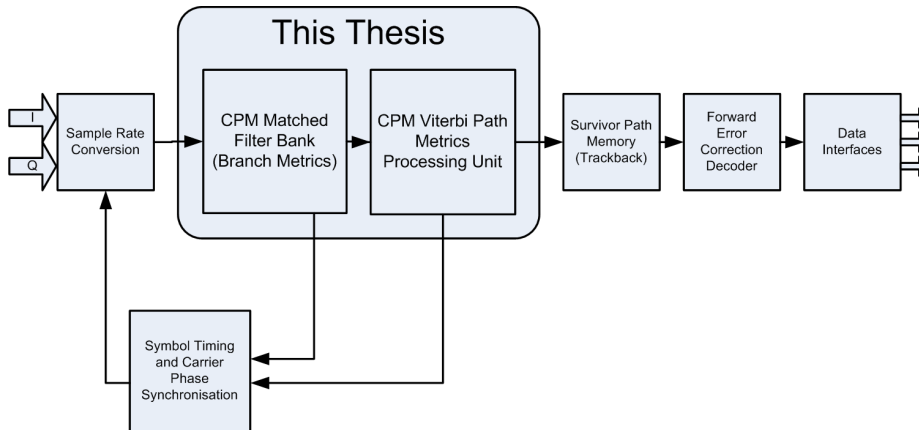 This Thesis
I
Q
Sample Rate
Conversion
CPM Matched
Filter Bank
(Branch Metrics)
CPM Viterbi Path
Metrics
Processing Unit
Survivor Path
Memory
(Trackback)
Forward
Error
Correction
Decoder
Data
Interfaces
Symbol Timing
and Carrier
Phase
Synchronisation